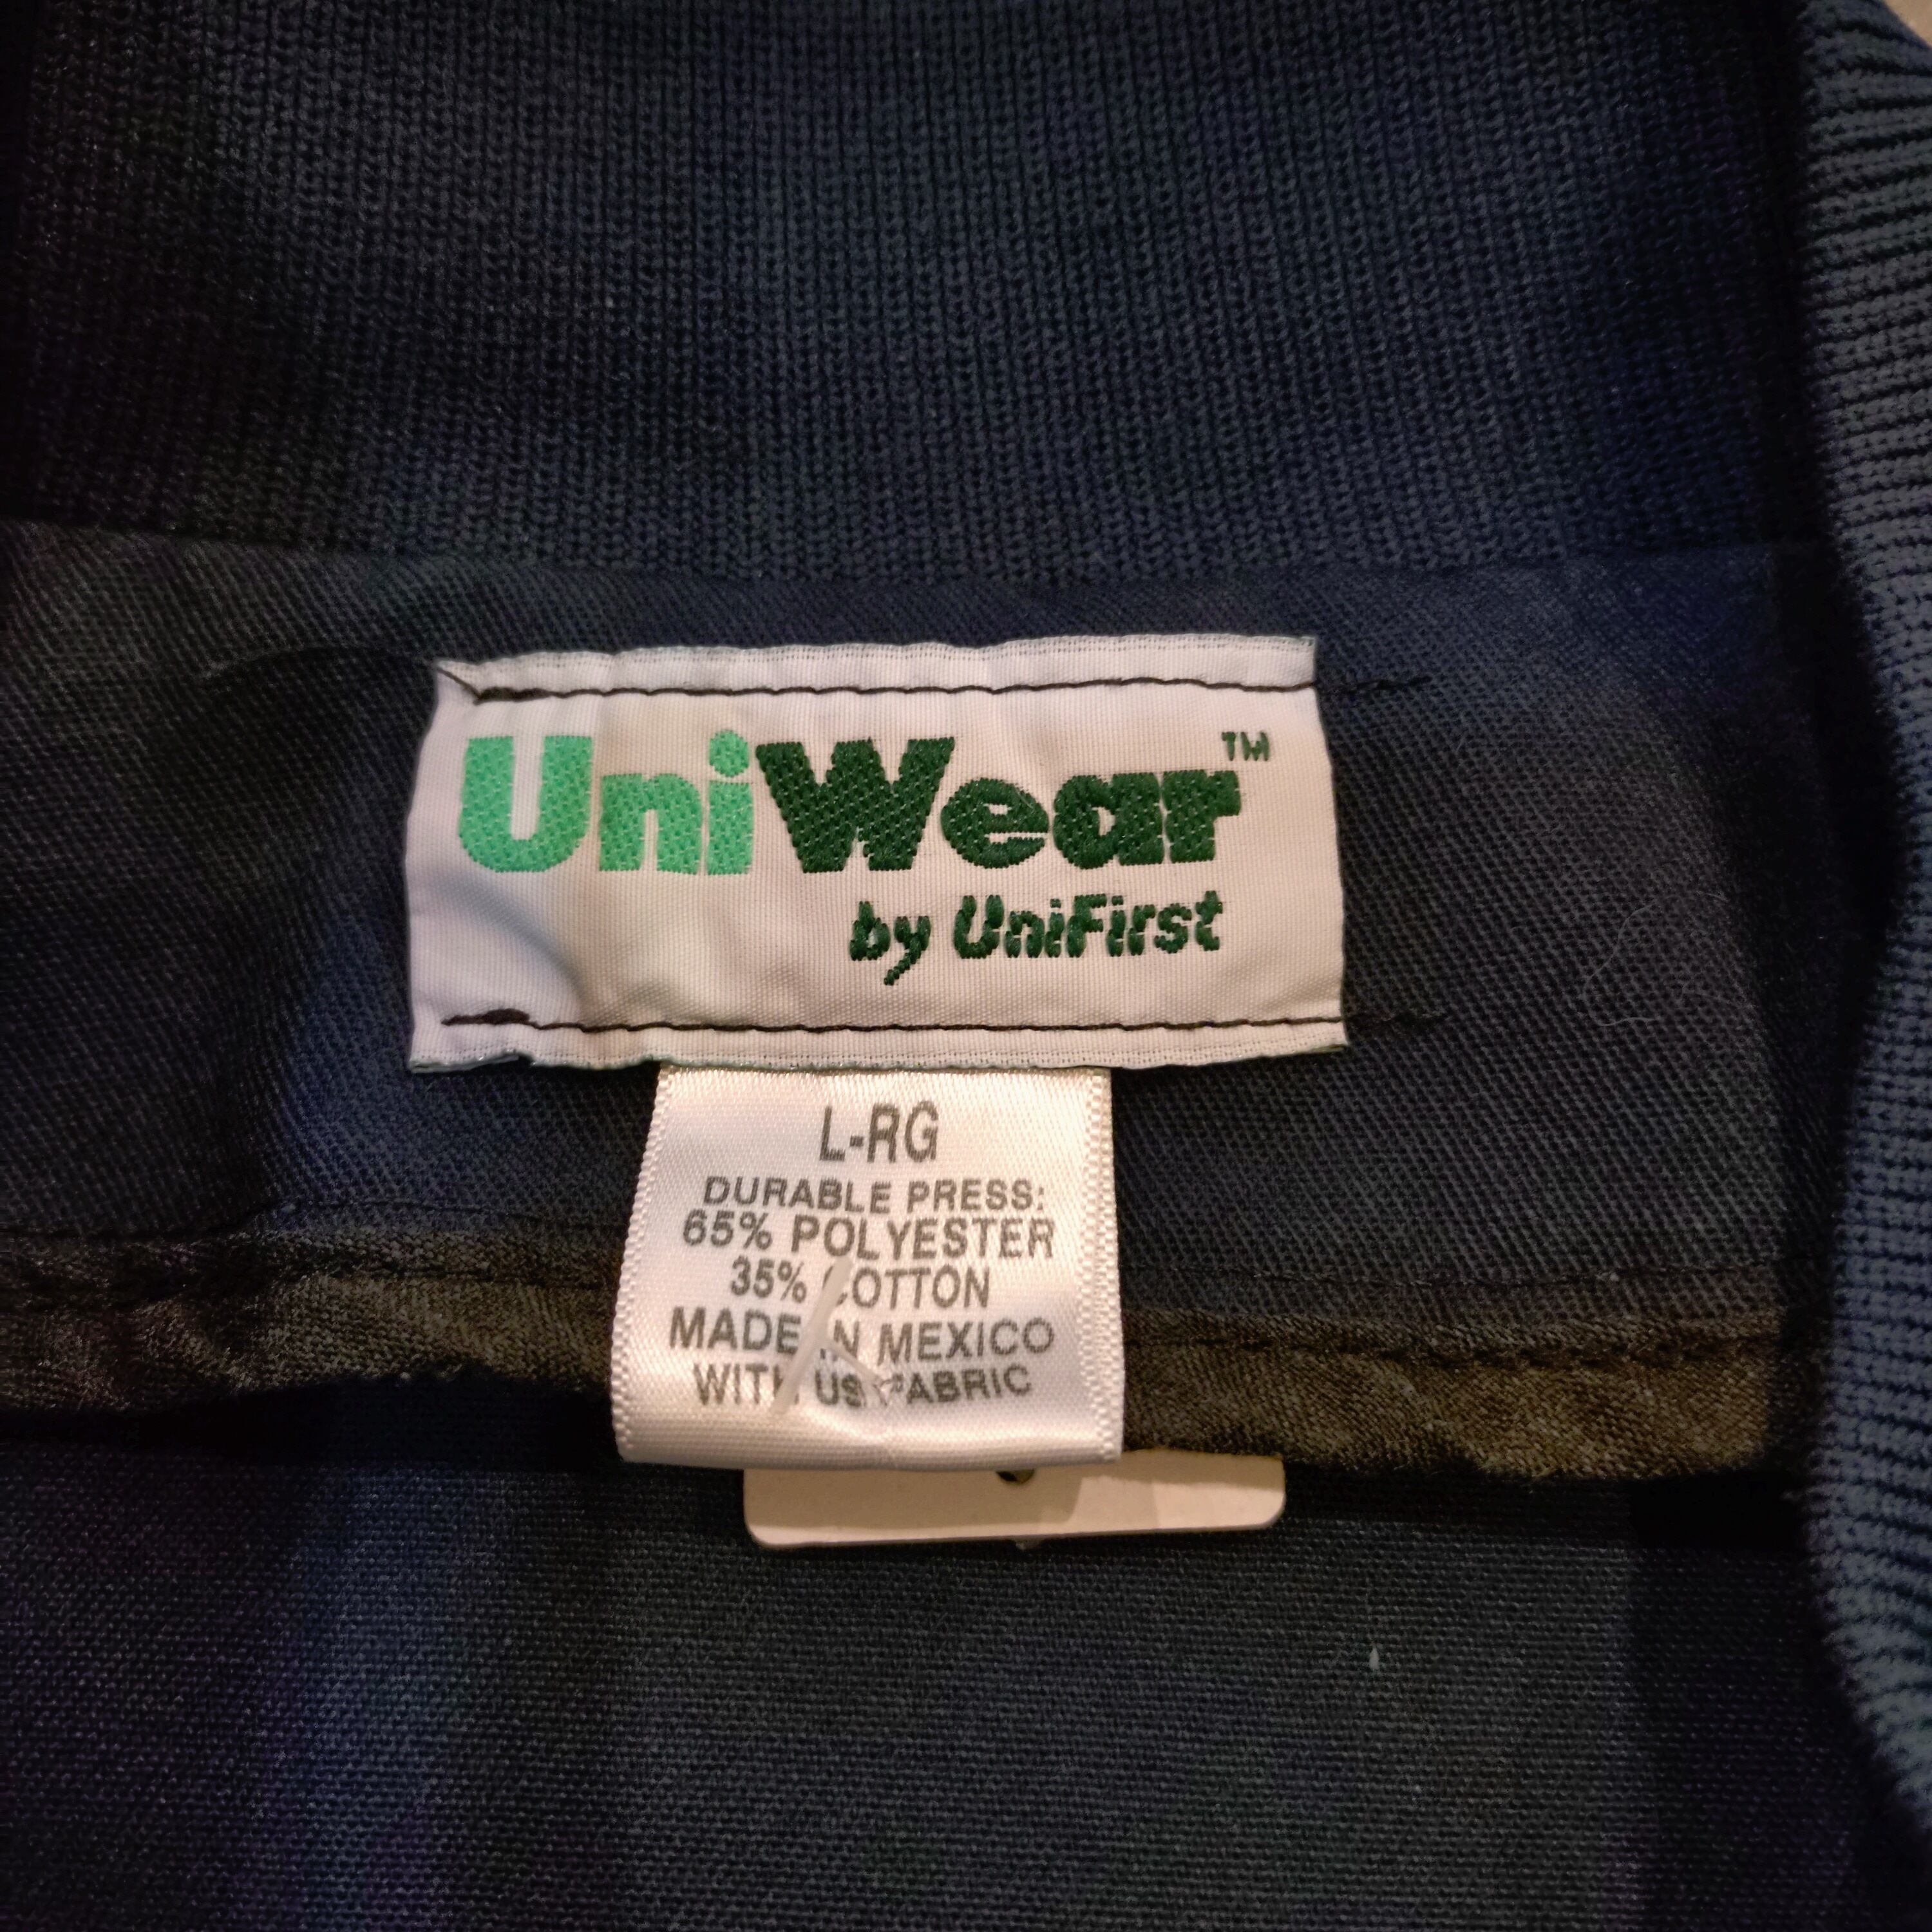 UniWear™
by UniFirst
L-RG
DURABLE PRESS:
65% POLYESTER
35% COTTON
MADE IN MEXICO
WITH US FABRIC